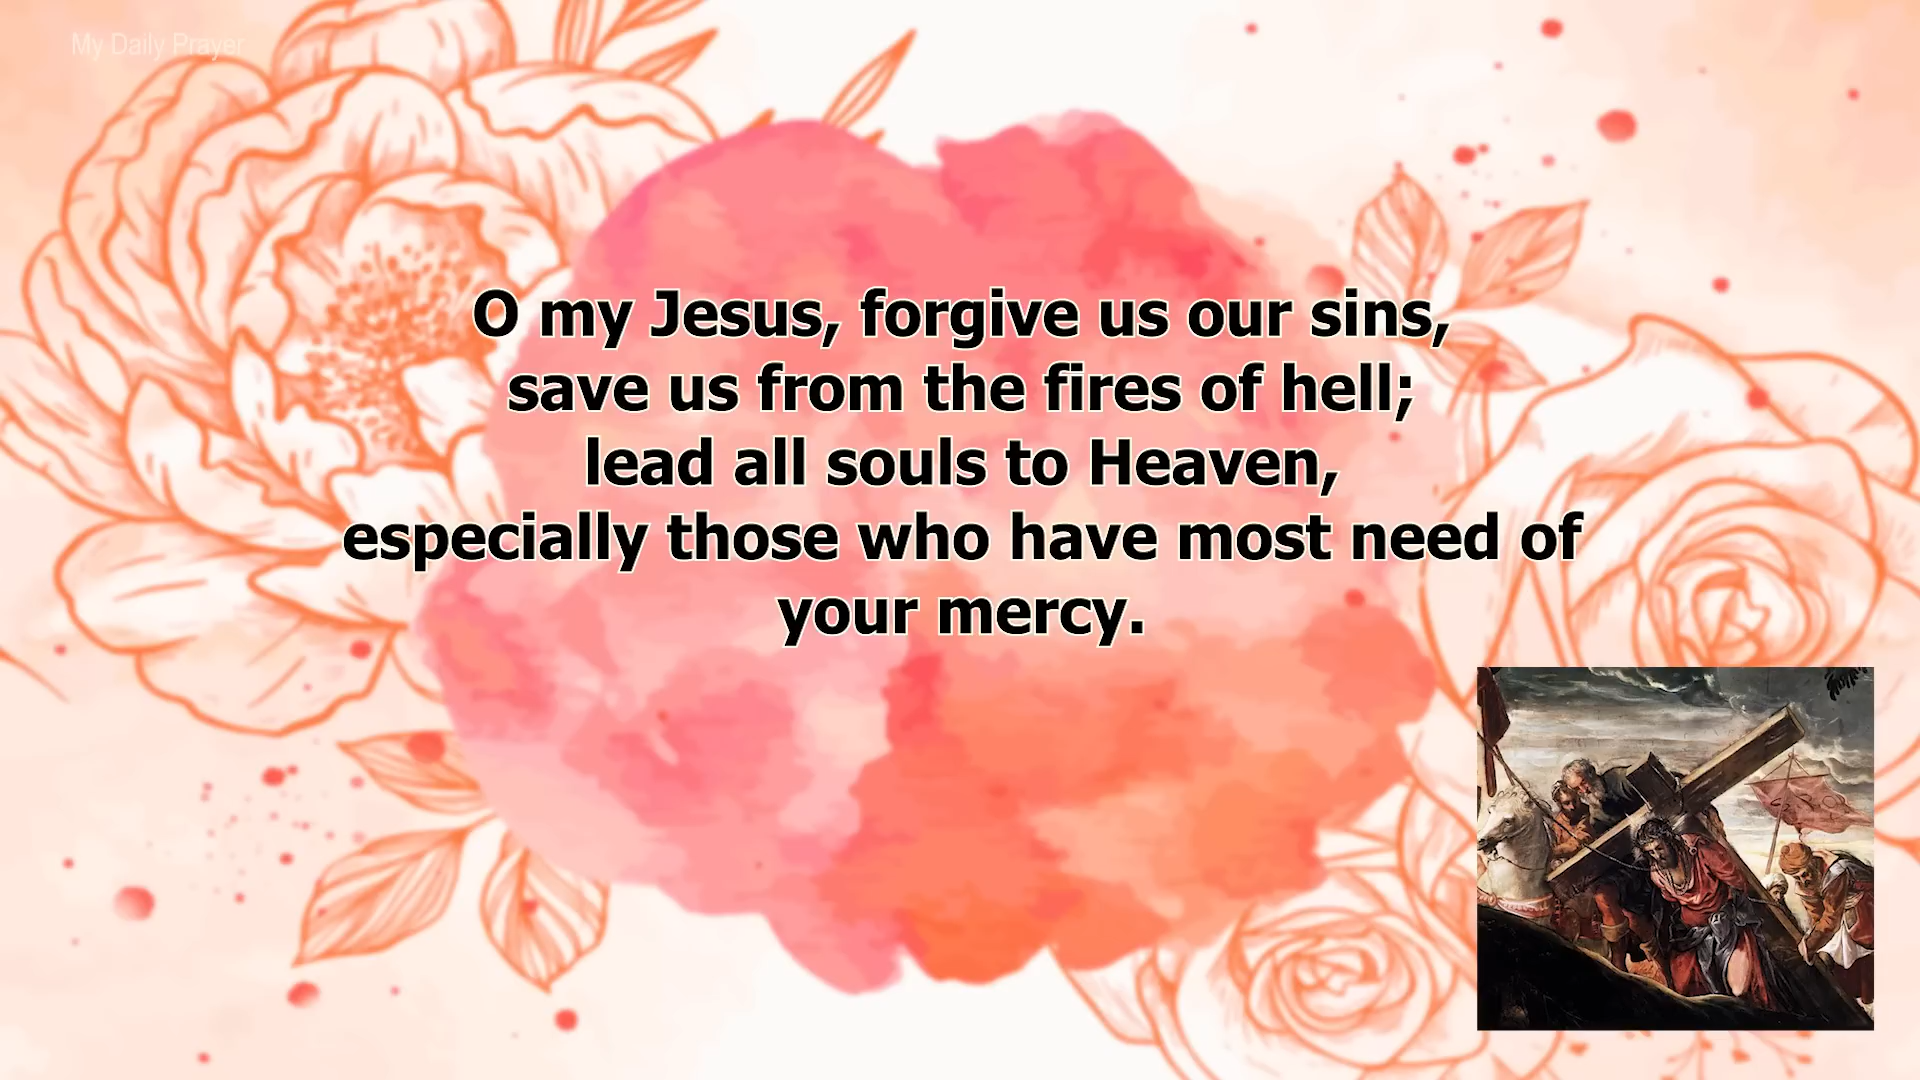 My Daily Prayer
O my Jesus, forgive us our sins,
save us from the fires of hell;
lead all souls to Heaven,
especially those who have most need of
your mercy.